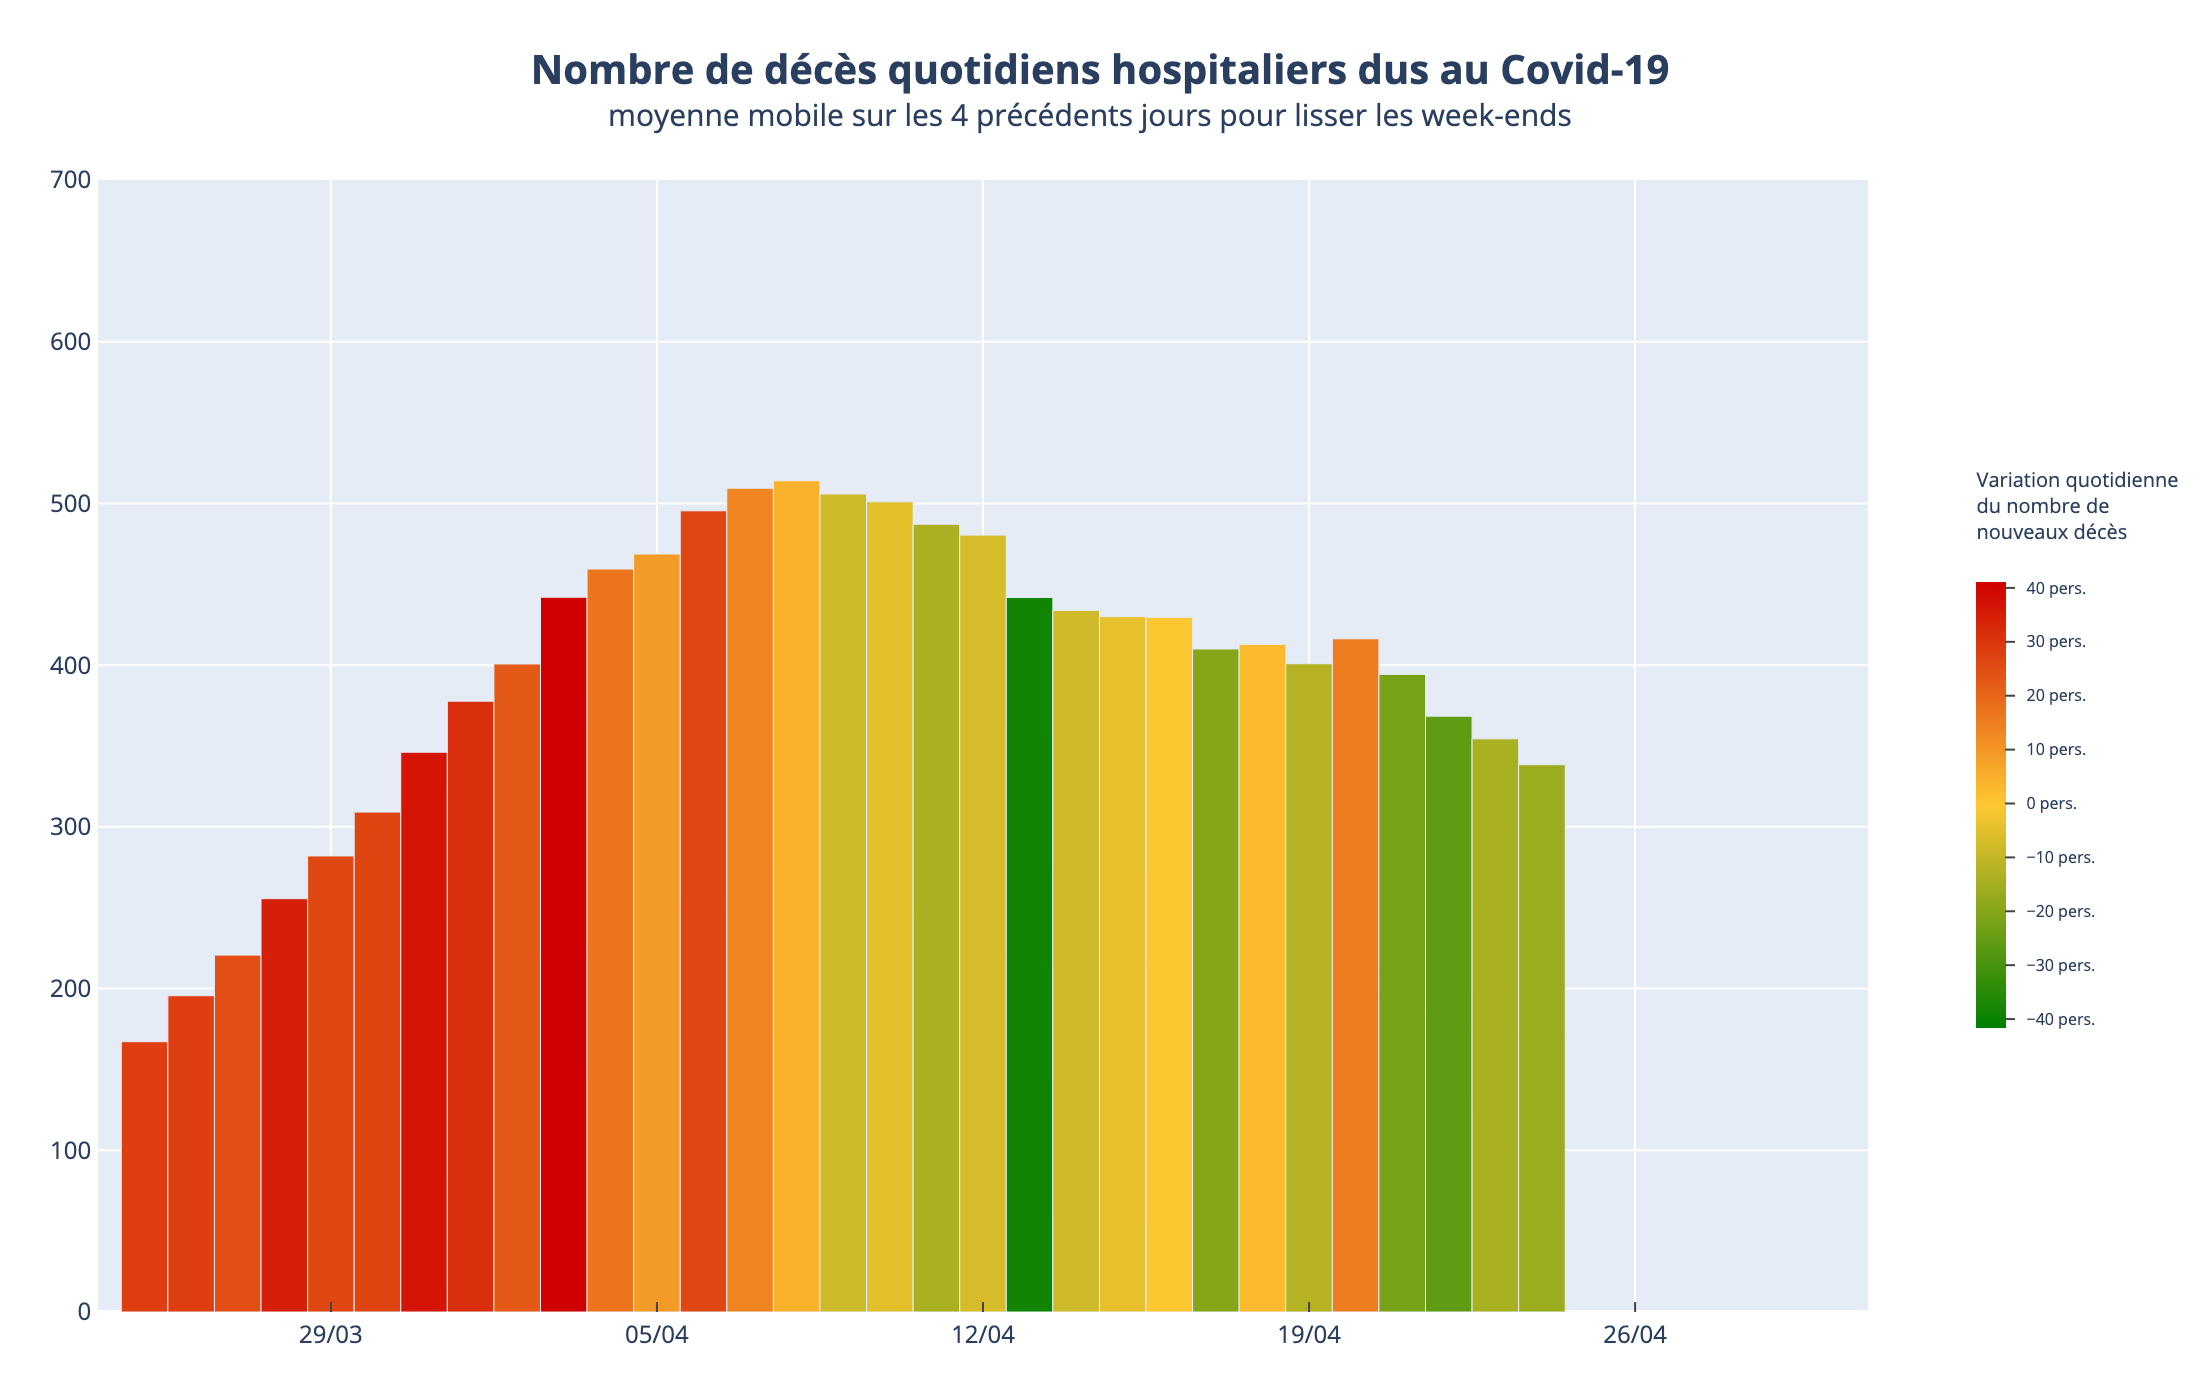 Nombre de décès quotidiens hospitaliers dus au Covid-19
moyenne mobile sur les 4 précédents jours pour lisser les week-ends
700
600
500
400
300
200
100
0
29/03
05/04
12/04
19/04
26/04
Variation quotidienne
du nombre de
nouveaux décès
40 pers.
30 pers.
20 pers.
10 pers.
0 pers.
−10 pers.
−20 pers.
−30 pers.
−40 pers.